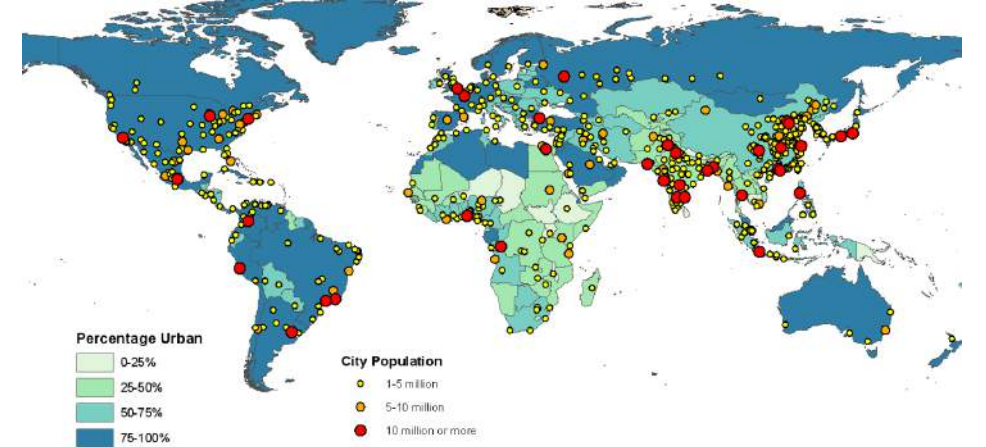 Percentage Urban
0-25%
25-50%
50-75%
75-100%
City Population
1-5 million
5-10 million
10 million or more